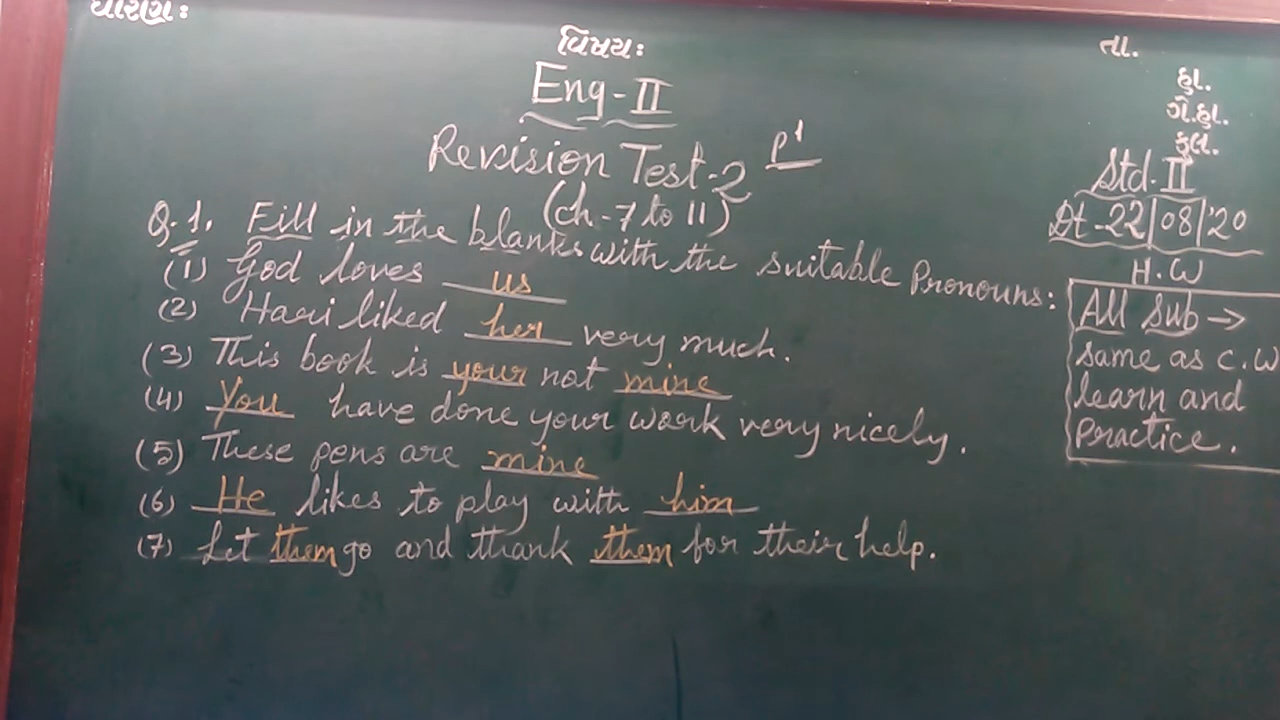 ધોરણ:
વિષય:
તા.
હા.
ગે.હા.
કુલ.
Eng-II
Revision Test-2 P1
(Ch-7 to 11)
Std-II
Dt-22|08|'20
Q.1. Fill in the blanks with the suitable Pronouns:
(1) God loves us
(2) Hari liked her very much.
(3) This book is your not mine
(4) You have done your work very nicely.
(5) These pens are mine
(6) He likes to play with him
(7) Let them go and thank them for their help.
H.W
All Sub →
same as C.W
learn and
practice.